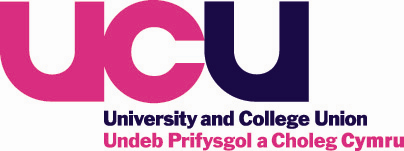 ucu
University and College Union
Undeb Prifysgol a Choleg Cymru